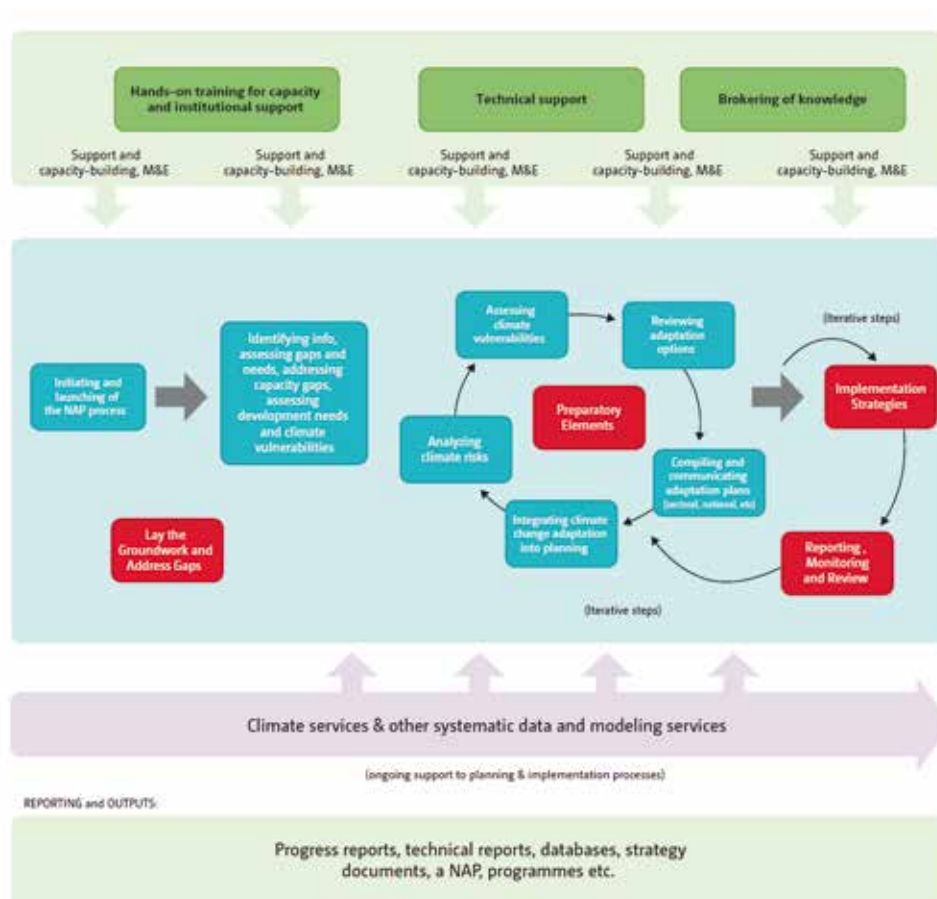 Hands-on training for capacity
and institutional support
Technical support
Brokering of knowledge
Support and
capacity-building, M&E
Support and
capacity-building, M&E
Support and
capacity-building, M&E
Support and
capacity-building, M&E
Support and
capacity-building, M&E
Initiating and
launching of
the NAP process
Identifying info,
assessing gaps and
needs, addressing
capacity gaps,
assessing
development needs
and climate
vulnerabilities
Lay the
Groundwork and
Address Gaps
Assessing
climate
vulnerabilities
Reviewing
adaptation
options
Preparatory
Elements
Analyzing
climate risks
Compiling and
communicating
adaptation plans
(sectoral, national, etc)
Integrating climate
change adaptation
into planning
(Iterative steps)
Implementation
Strategies
Reporting ,
Monitoring
and Review
(Iterative steps)
Climate services & other systematic data and modeling services
(ongoing support to planning & implementation processes)
REPORTING and OUTPUTS:
Progress reports, technical reports, databases, strategy
documents, a NAP, programmes etc.